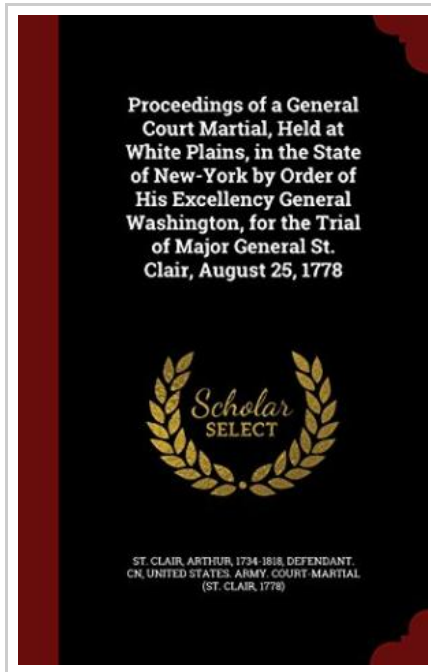 Proceedings of a General
Court Martial, Held at
White Plains, in the State
of New-York by Order of
His Excellency General
Washington, for the Trial
of Major General St.
Clair, August 25, 1778
Scholar
SELECT
ST. CLAIR, ARTHUR, 1734-1818, DEFENDANT.
CN, UNITED STATES. ARMY. COURT-MARTIAL
(ST. CLAIR, 1778)